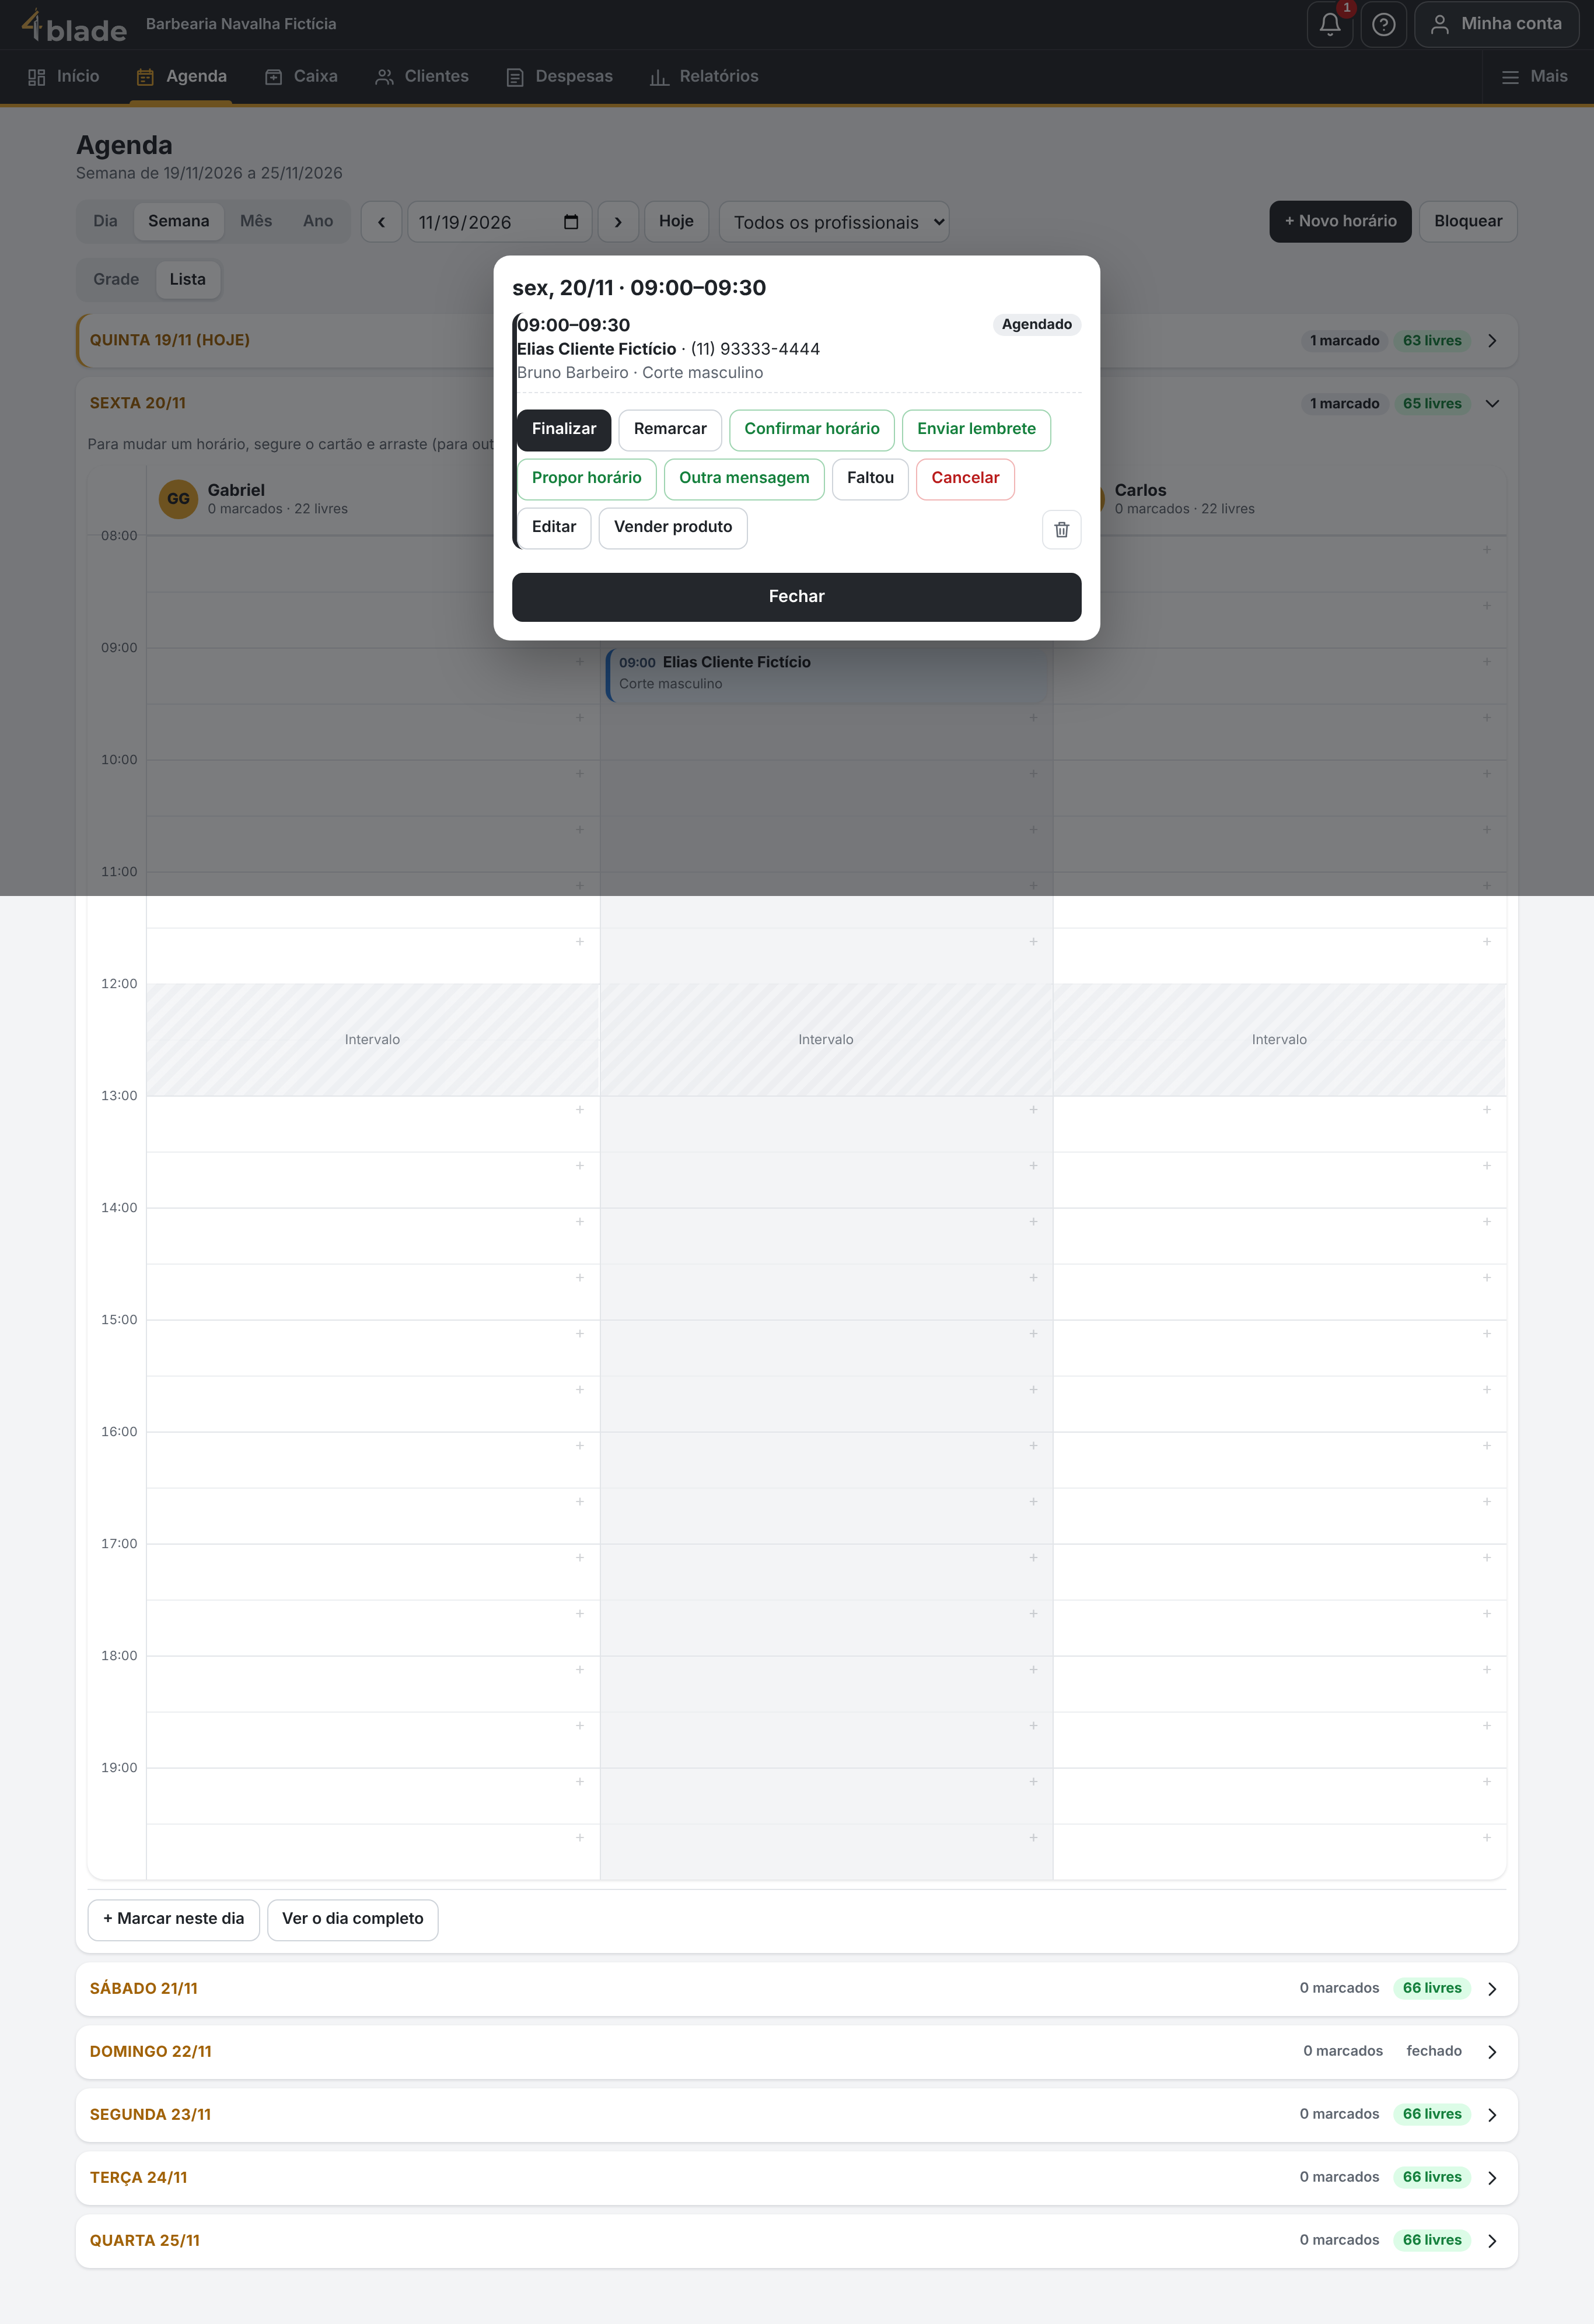 4blade Barbearia Navalha Fictícia 1 Minha conta
Início Agenda Caixa Clientes Despesas Relatórios Mais
Agenda
Semana de 19/11/2026 a 25/11/2026
Dia Semana Mês Ano ‹ 11/19/2026 › Hoje Todos os profissionais + Novo horário Bloquear
Grade Lista
QUINTA 19/11 (HOJE) 1 marcado 63 livres
SEXTA 20/11 1 marcado 65 livres
Para mudar um horário, segure o cartão e arraste (para out
GG Gabriel
0 marcados · 22 livres
Carlos
0 marcados · 22 livres
sex, 20/11 · 09:00–09:30
09:00–09:30 Agendado
Elias Cliente Fictício · (11) 93333-4444
Bruno Barbeiro · Corte masculino
Finalizar Remarcar Confirmar horário Enviar lembrete
Propor horário Outra mensagem Faltou Cancelar
Editar Vender produto
Fechar
08:00
09:00
09:00 Elias Cliente Fictício
Corte masculino
10:00
11:00
12:00
Intervalo Intervalo Intervalo
13:00
14:00
15:00
16:00
17:00
18:00
19:00
+ Marcar neste dia Ver o dia completo
SÁBADO 21/11 0 marcados 66 livres
DOMINGO 22/11 0 marcados fechado
SEGUNDA 23/11 0 marcados 66 livres
TERÇA 24/11 0 marcados 66 livres
QUARTA 25/11 0 marcados 66 livres